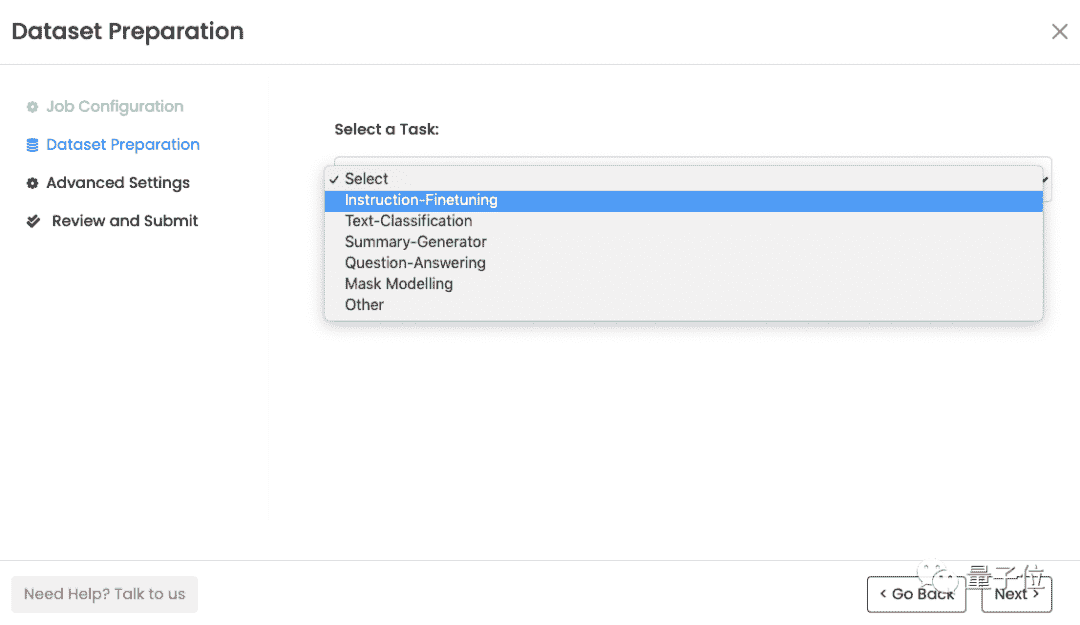 Dataset Preparation
Job Configuration
Dataset Preparation
Advanced Settings
Review and Submit
Select a Task:
✓ Select
Instruction-Finetuning
Text-Classification
Summary-Generator
Question-Answering
Mask Modelling
Other
Need Help? Talk to us
< Go Back
Next >
量子位